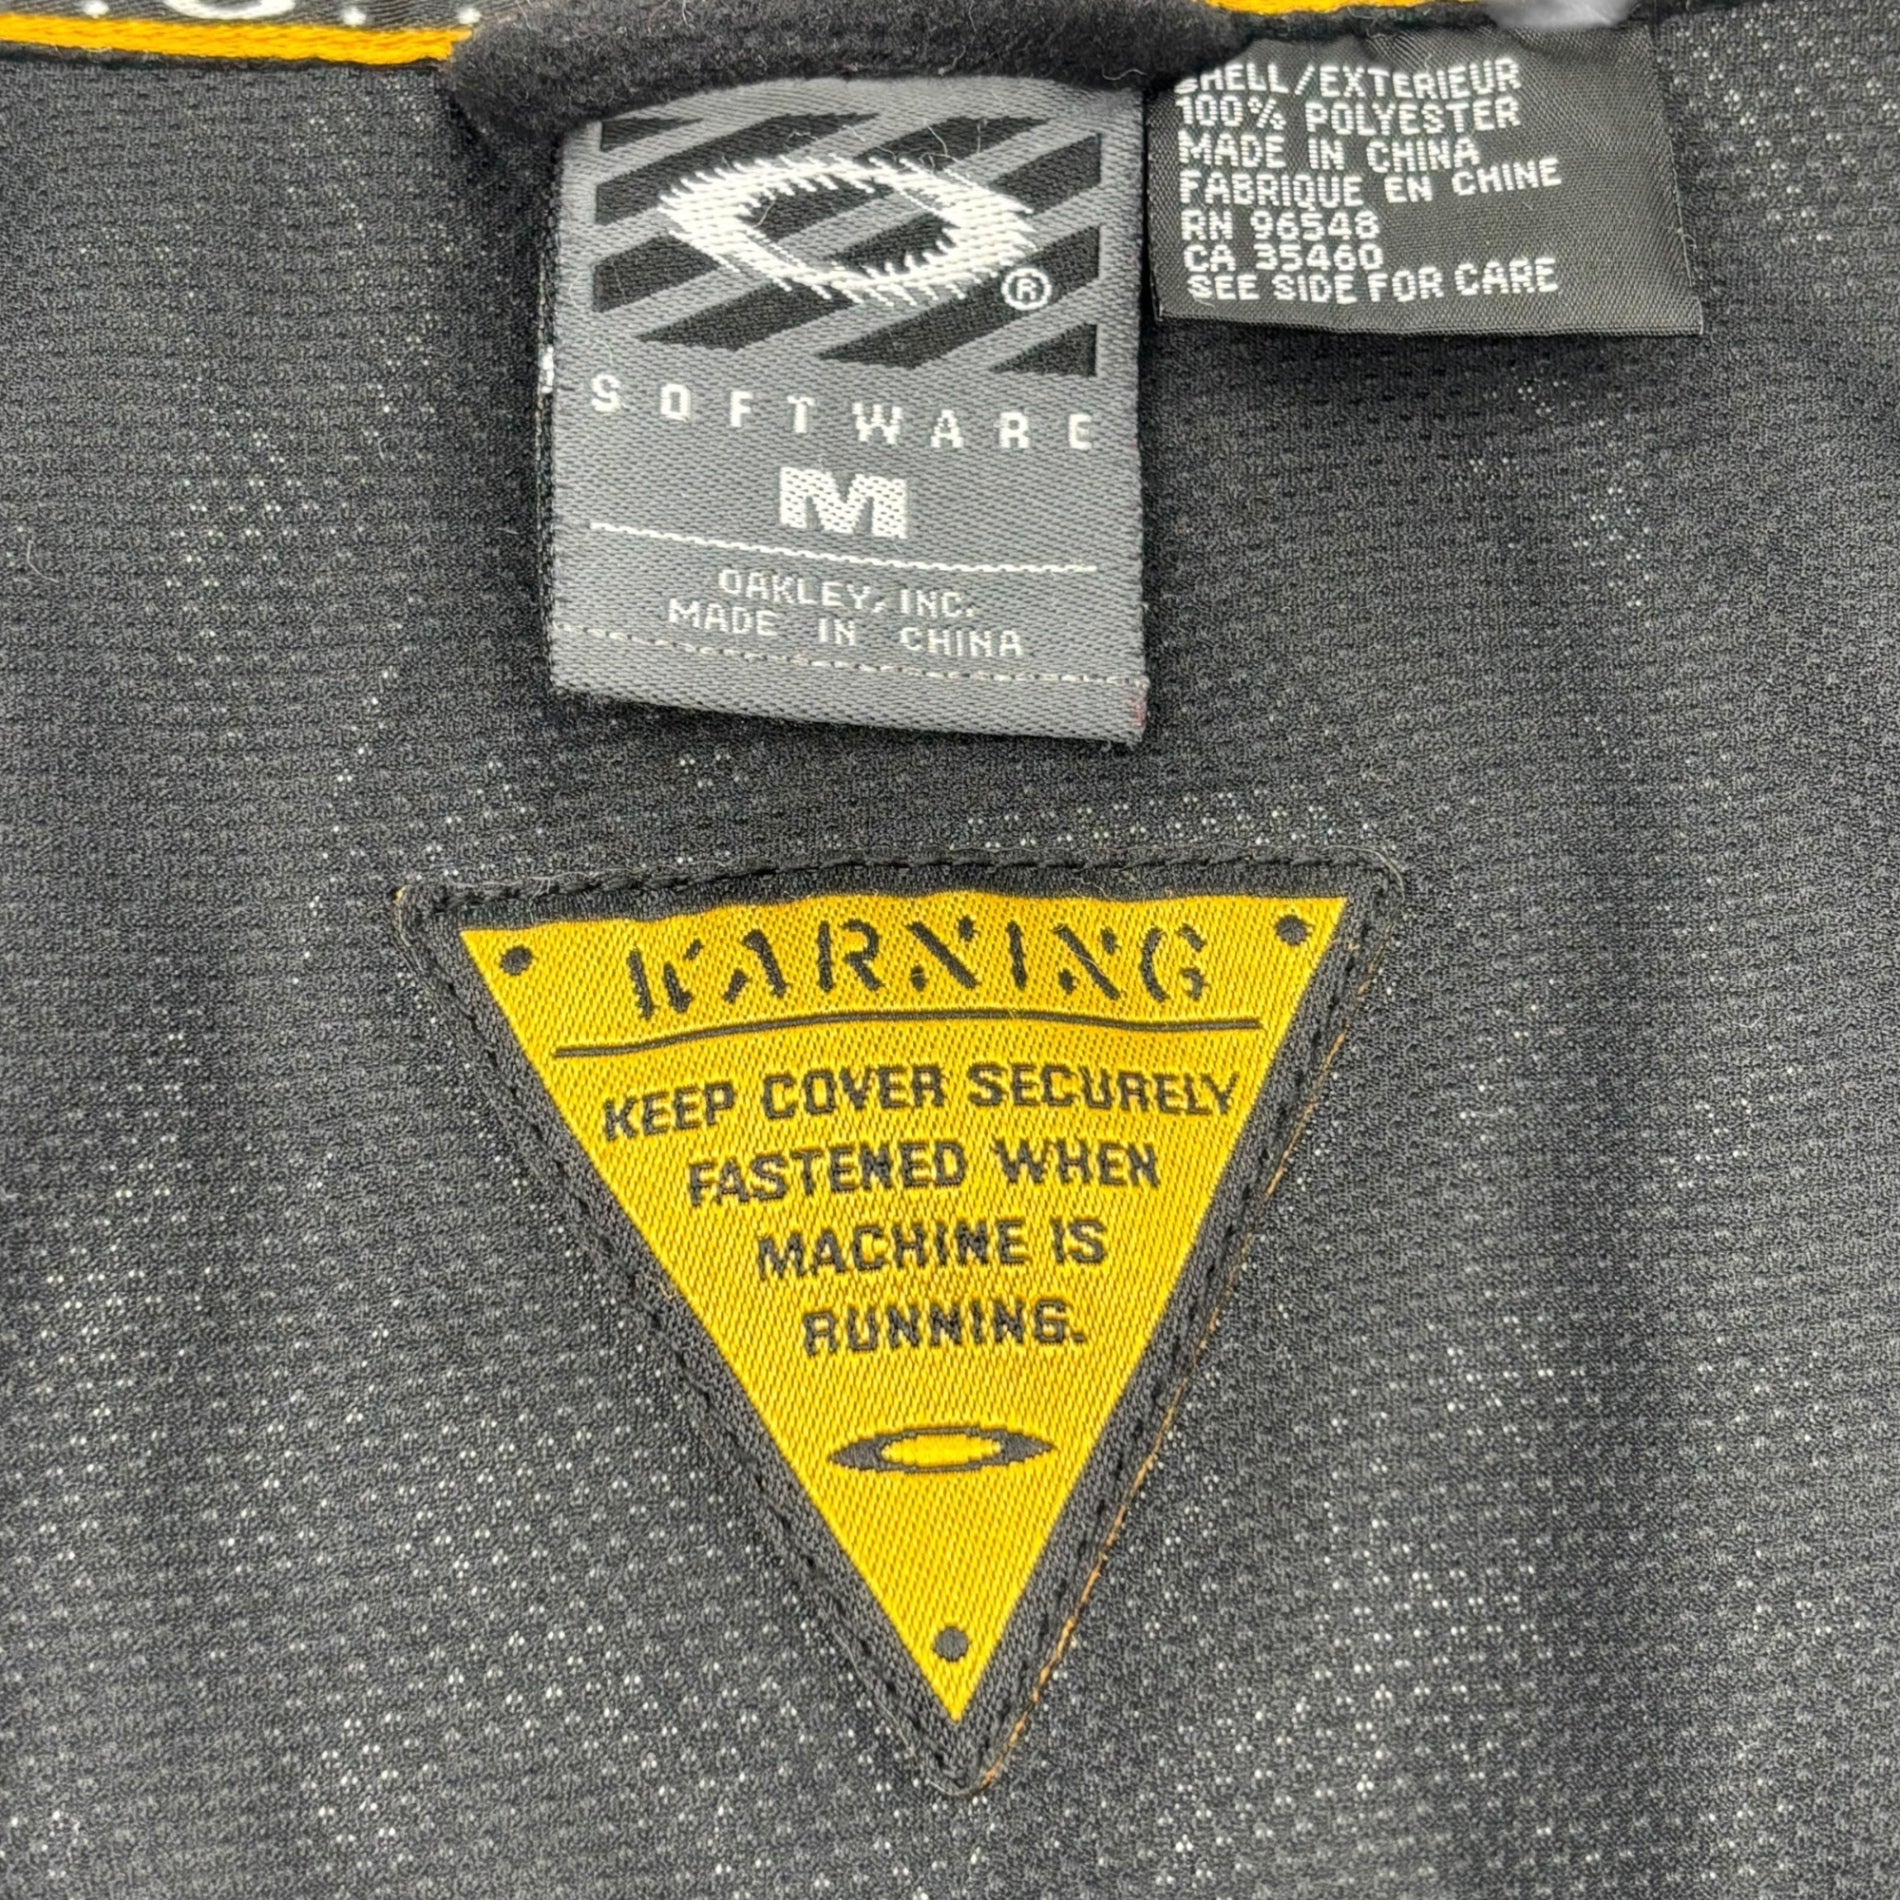 SHELL/EXTERIEUR
100% POLYESTER
MADE IN CHINA
FABRIQUE EN CHINE
RN 96548
CA 35460
SEE SIDE FOR CARE
®
SOFTWARE
M
OAKLEY, INC.
MADE IN CHINA
WARNING
KEEP COVER SECURELY
FASTENED WHEN
MACHINE IS
RUNNING.